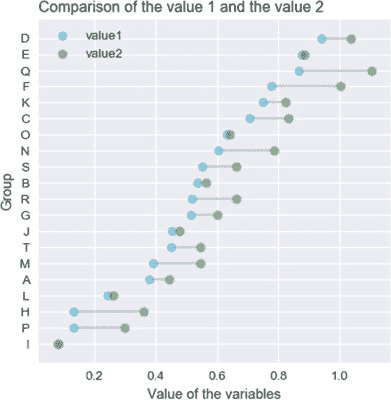 Comparison of the value 1 and the value 2
value1
value2
Group
D
E
Q
F
K
C
O
N
S
B
R
G
J
T
M
A
L
H
P
I
0.2 0.4 0.6 0.8 1.0
Value of the variables